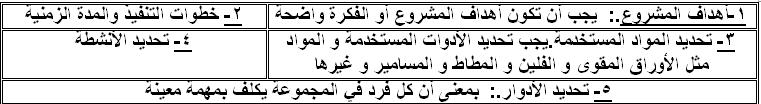 ١-أهداف المشروع.: يجب أن تكون أهداف المشروع أو الفكرة واضحة
٢- خطوات التنفيذ والمدة الزمنية
٣- تحديد المواد المستخدمة.يجب تحديد الأدوات المستخدمة و المواد
مثل الأوراق المقوى و الفلين و المطاط و المسامير و غيرها
٤- تحديد الأنشطة
٥- تحديد الأدوار.: بمعنى أن كل فرد في المجموعة يكلف بمهمة معينة